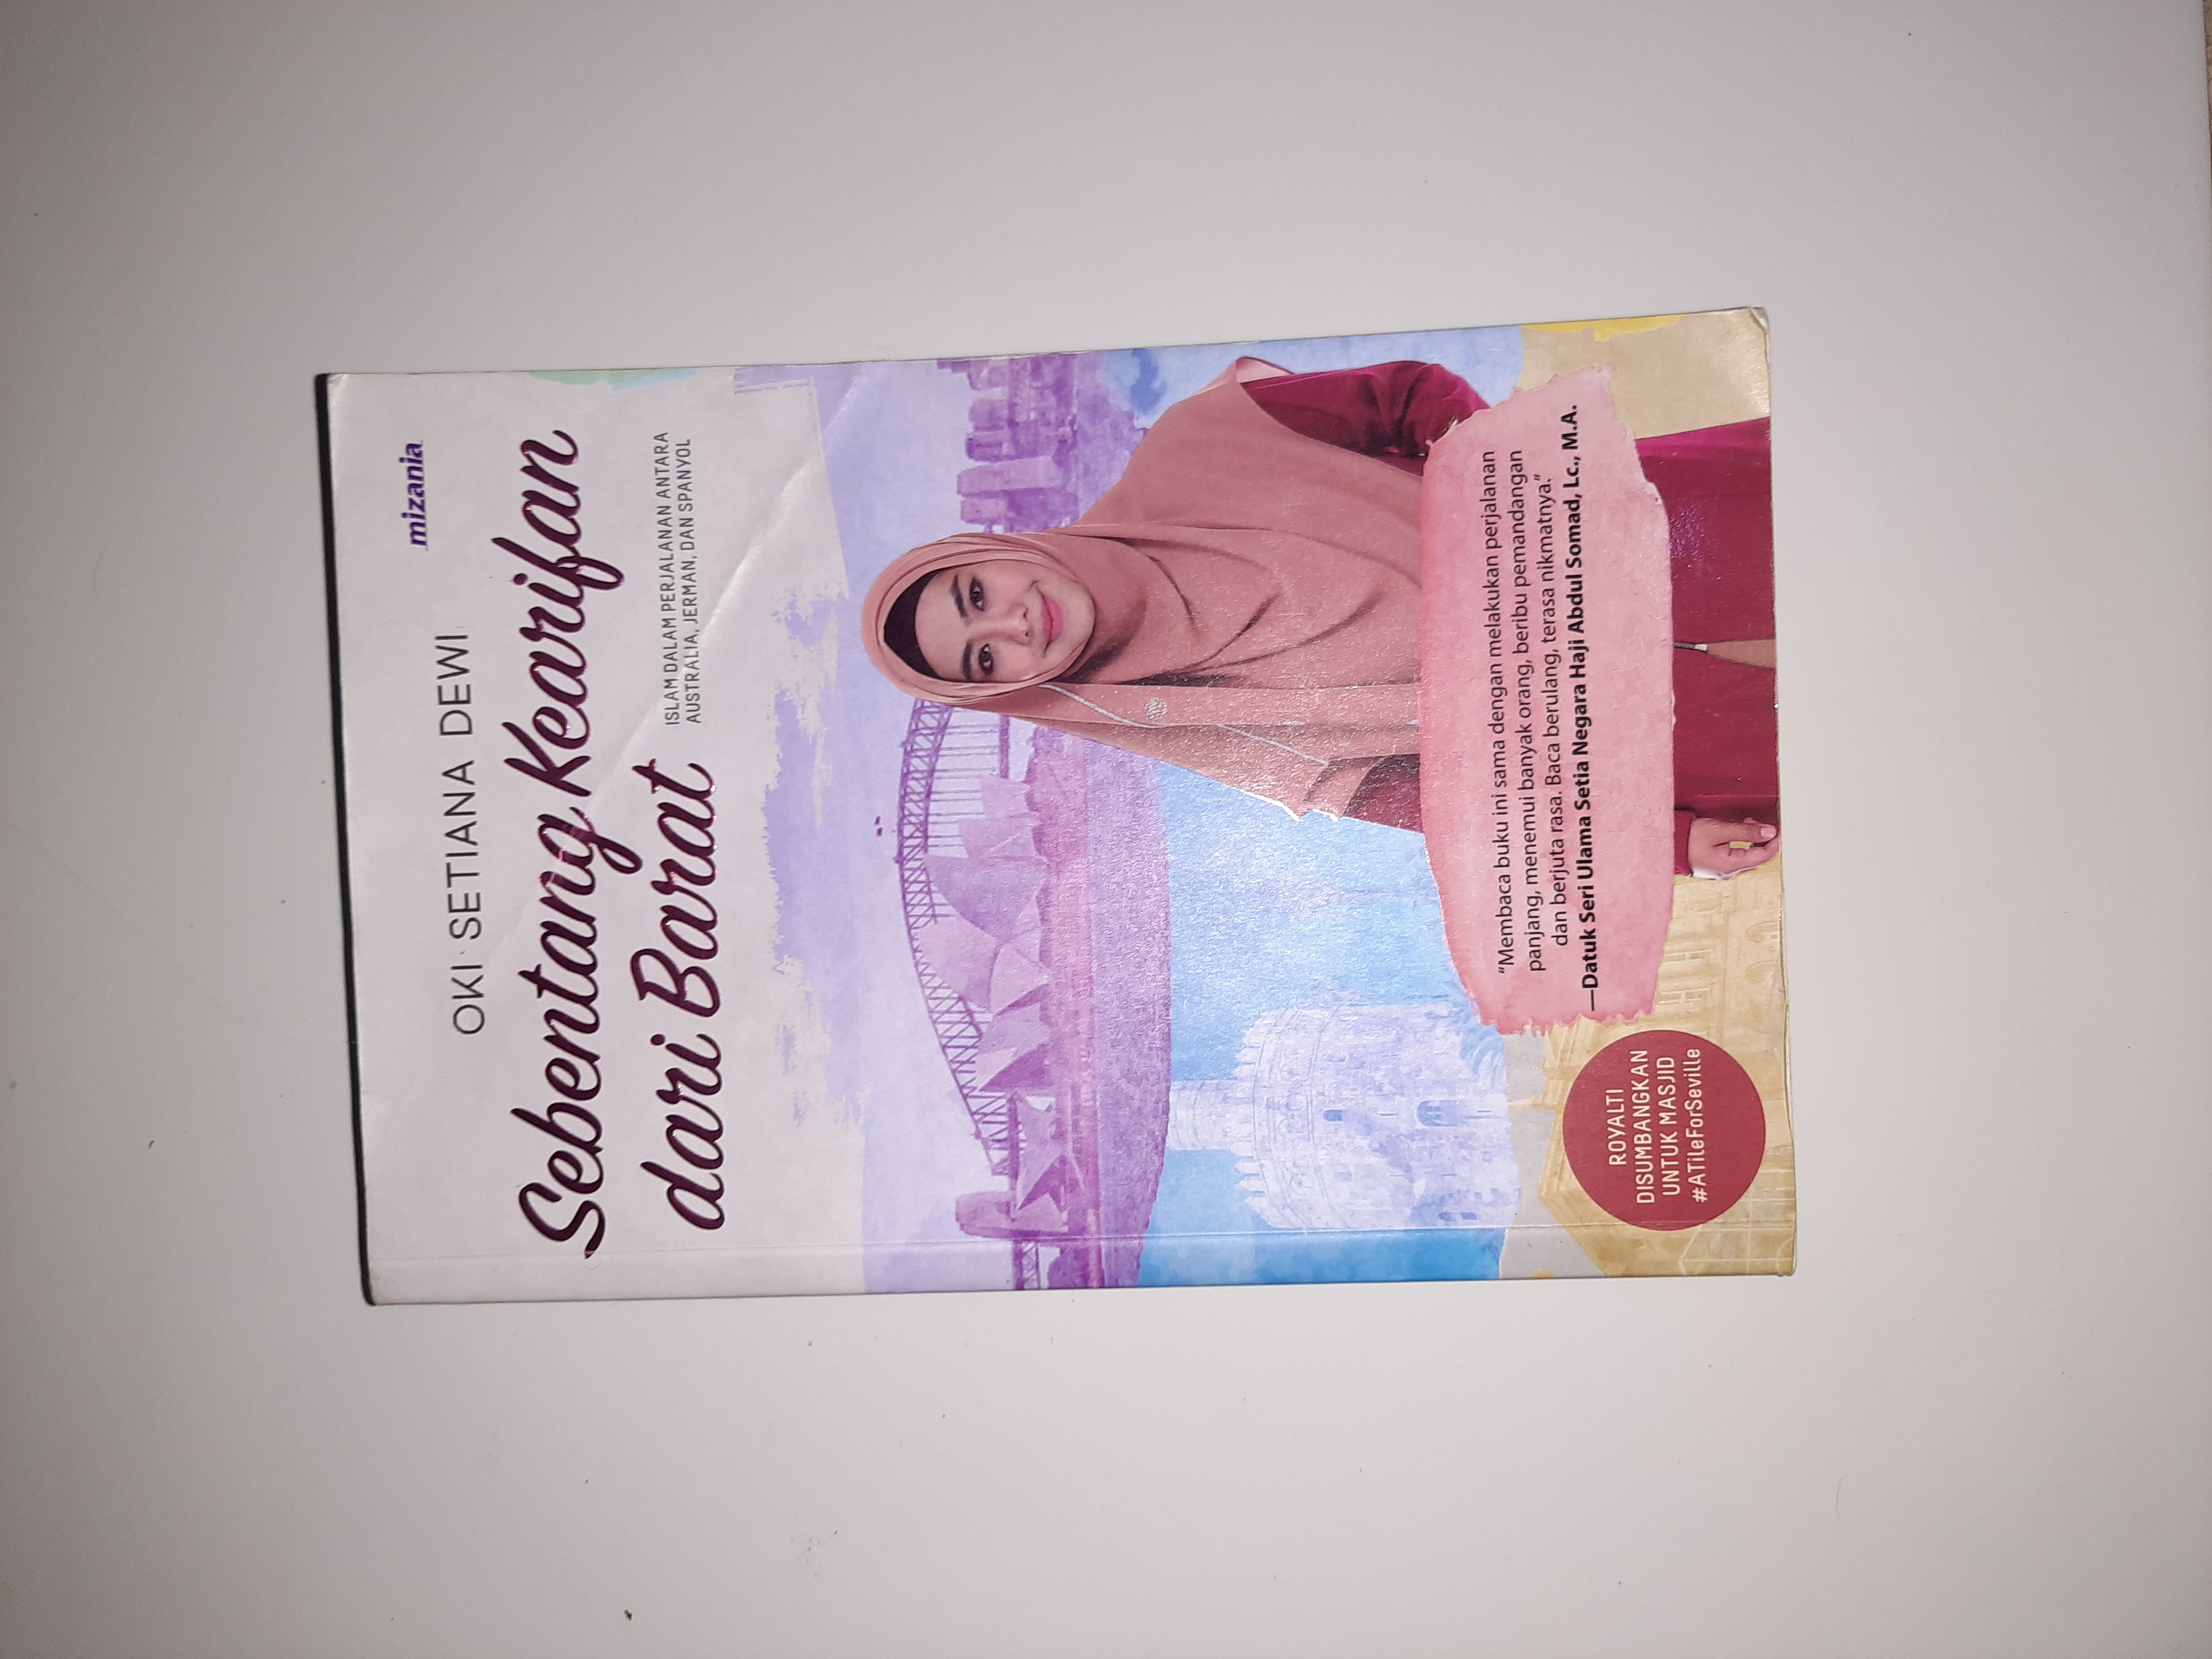 mizania
OKI SETIANA DEWI
Sebentang Kearifan
dari Barat
ISLAM DALAM PERJALANAN ANTARA
AUSTRALIA, JERMAN, DAN SPANYOL
“Membaca buku ini sama dengan melakukan perjalanan
panjang, menemui banyak orang, beribu pemandangan
dan berjuta rasa. Baca berulang, terasa nikmatnya.”
—Datuk Seri Ulama Setia Negara Haji Abdul Somad, Lc., M.A.
ROYALTI
DISUMBANGKAN
UNTUK MASJID
#ATileForSeville